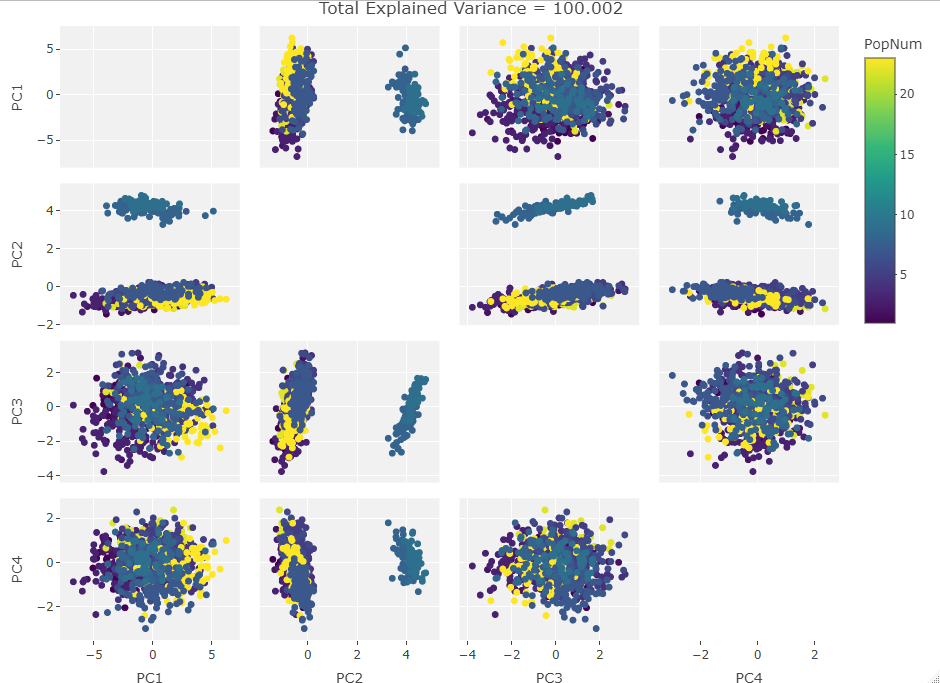 Total Explained Variance = 100.002
PopNum
5
0
−5
PC1
20
15
10
5
4
2
0
−2
PC2
2
0
−2
−4
PC3
2
0
−2
PC4
−5 0 5 0 2 4 −4 −2 0 2 −2 0 2
PC1 PC2 PC3 PC4